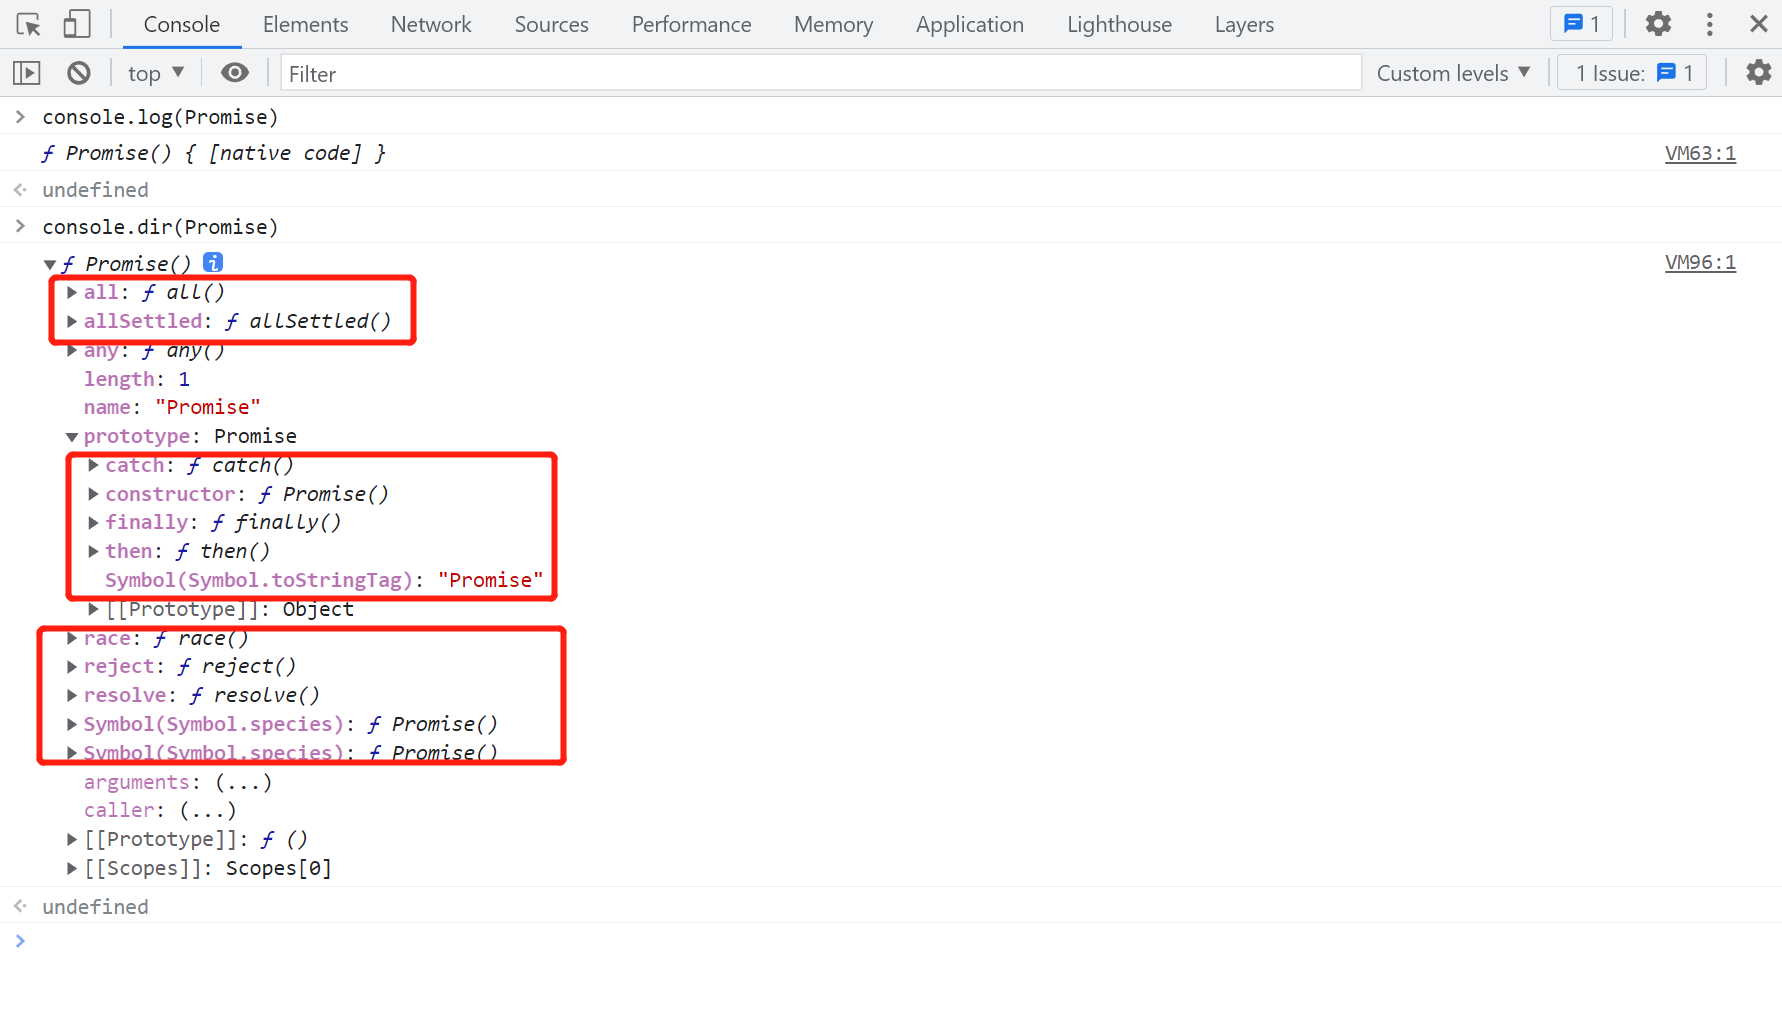 Console Elements Network Sources Performance Memory Application Lighthouse Layers 1
top ▼ Filter Custom levels ▼ 1 Issue: 1
> console.log(Promise)
ƒ Promise() { [native code] } VM63:1
undefined
> console.dir(Promise)
▼ƒ Promise() i VM96:1
▶all: ƒ all()
▶allSettled: ƒ allSettled()
▶any: ƒ any()
length: 1
name: "Promise"
▼prototype: Promise
▶catch: ƒ catch()
▶constructor: ƒ Promise()
▶finally: ƒ finally()
▶then: ƒ then()
Symbol(Symbol.toStringTag): "Promise"
▶[[Prototype]]: Object
▶race: ƒ race()
▶reject: ƒ reject()
▶resolve: ƒ resolve()
▶Symbol(Symbol.species): ƒ Promise()
▶Symbol(Symbol.species): ƒ Promise()
arguments: (...)
caller: (...)
▶[[Prototype]]: ƒ ()
▶[[Scopes]]: Scopes[0]
undefined
>